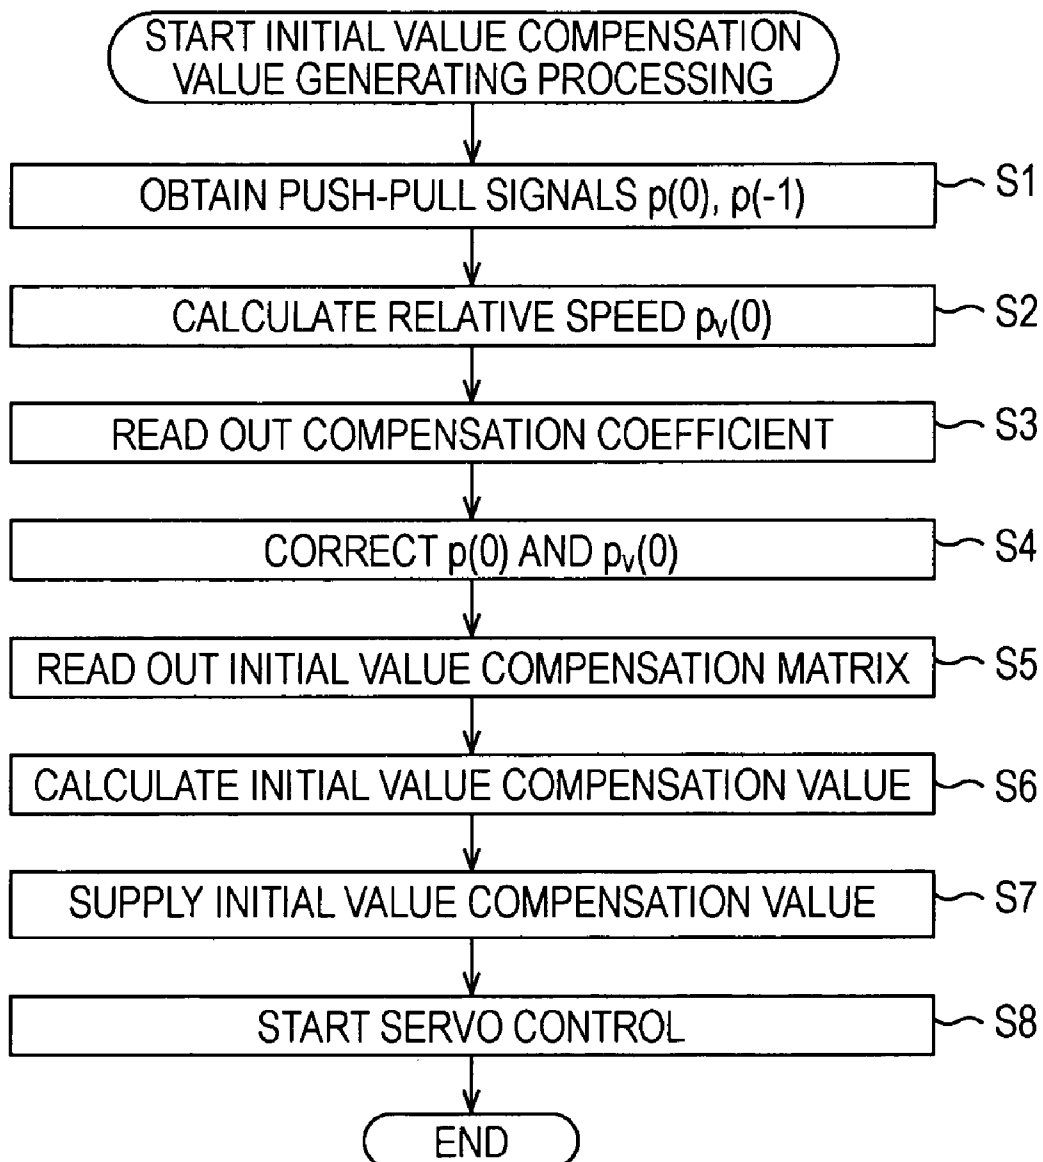 START INITIAL VALUE COMPENSATION
VALUE GENERATING PROCESSING
OBTAIN PUSH-PULL SIGNALS p(0), p(-1)
S1
CALCULATE RELATIVE SPEED pv(0)
S2
READ OUT COMPENSATION COEFFICIENT
S3
CORRECT p(0) AND pv(0)
S4
READ OUT INITIAL VALUE COMPENSATION MATRIX
S5
CALCULATE INITIAL VALUE COMPENSATION VALUE
S6
SUPPLY INITIAL VALUE COMPENSATION VALUE
S7
START SERVO CONTROL
S8
END